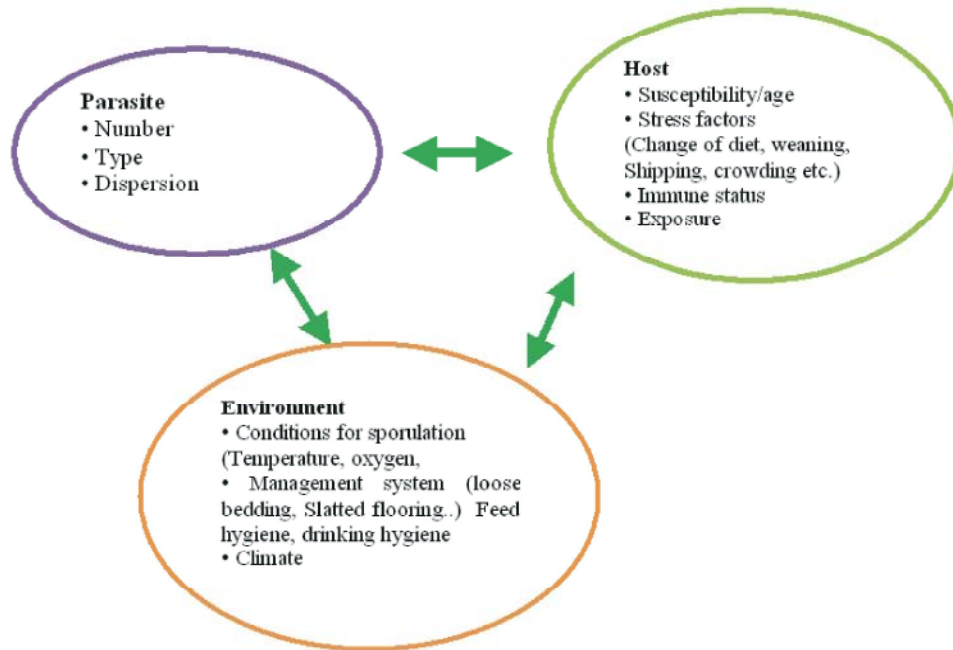 Parasite
• Number
• Type
• Dispersion
Host
• Susceptibility/age
• Stress factors
(Change of diet, weaning,
Shipping, crowding etc.)
• Immune status
• Exposure
Environment
• Conditions for sporulation
(Temperature, oxygen,
• Management system (loose
bedding, Slatted flooring..) Feed
hygiene, drinking hygiene
• Climate